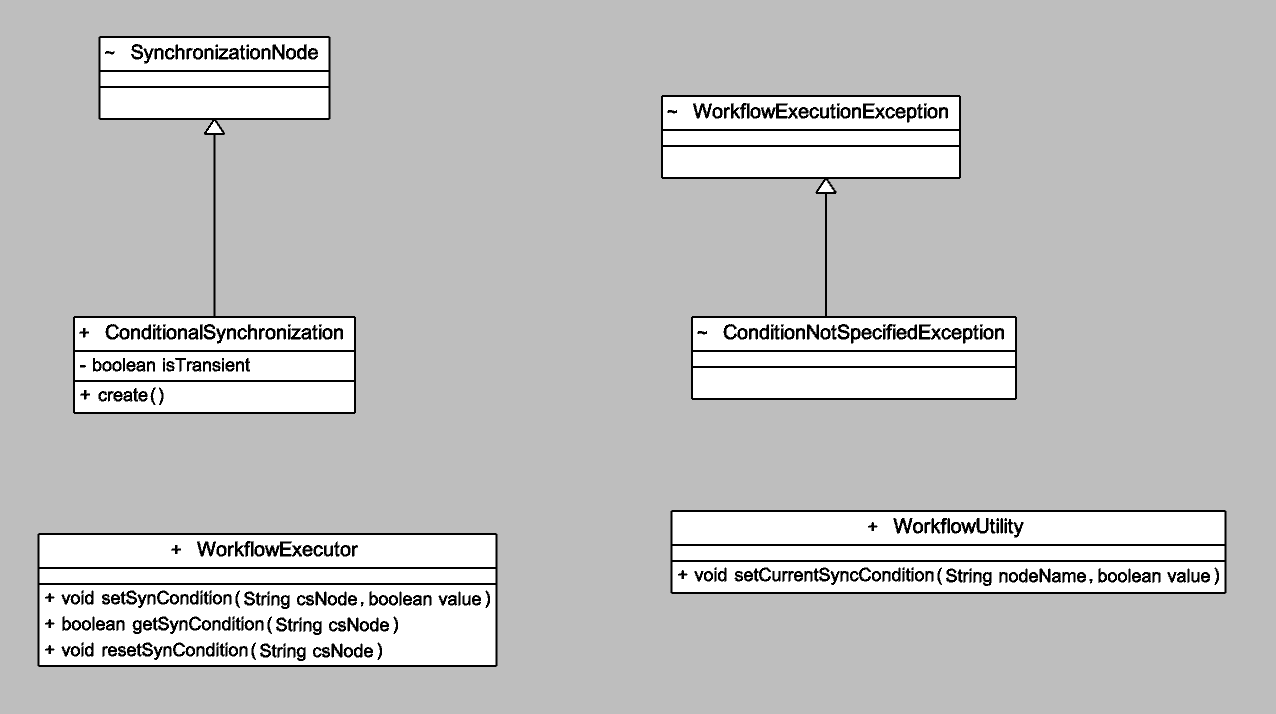 ~ SynchronizationNode
~ WorkflowExecutionException
+ ConditionalSynchronization
- boolean isTransient
+ create()
~ ConditionNotSpecifiedException
+ WorkflowExecutor
+ void setSynCondition(String csNode, boolean value)
+ boolean getSynCondition(String csNode)
+ void resetSynCondition(String csNode)
+ WorkflowUtility
+ void setCurrentSyncCondition(String nodeName, boolean value)